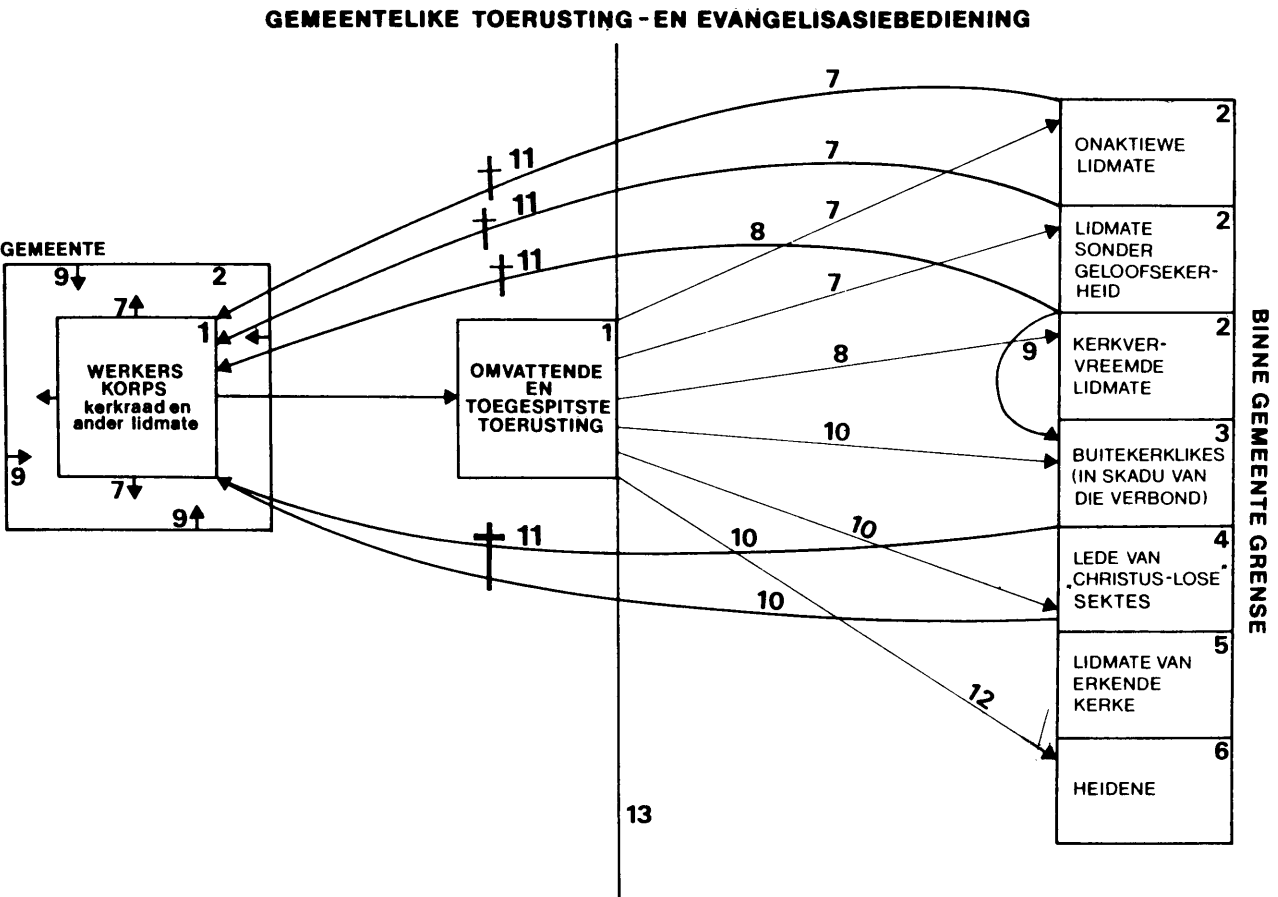 GEMEENTELIKE TOERUSTING-EN EVANGELISASIEBEDIENING
7
2
ONAKTIEWE
LIDMATE
11
7
11
7
2
LIDMATE
SONDER
GELOOFSEKER-
HEID
8
11
7
GEMEENTE
9
2
7
1
WERKERS
KORPS
kerkraad en
ander lidmate
7
9
9
1
OMVATTENDE
EN
TOEGESPITSTE
TOERUSTING
8
9
2
KERKVER-
VREEMDE
LIDMATE
10
3
BUITEKERKLIKES
(IN SKADU VAN
DIE VERBOND)
11
10
10
4
LEDE VAN
"CHRISTUS-LOSE"
SEKTES
10
5
LIDMATE VAN
ERKENDE
KERKE
12
6
HEIDENE
13
BINNE GEMEENTE GRENSE